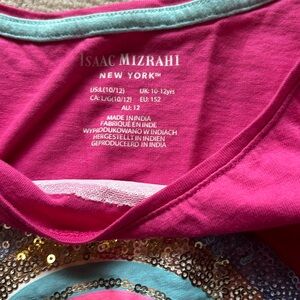 ISAAC MIZRAHI
NEW YORK™
US:L(10/12) UK: 10-12yrs
CA: L/G(10/12) EU: 152
AU: 12
MADE IN INDIA
FABRIQUÉ EN INDE
WYPRODUKOWANO W INDIACH
HERGESTELLT IN INDIEN
GEPRODUCEERD IN INDIA